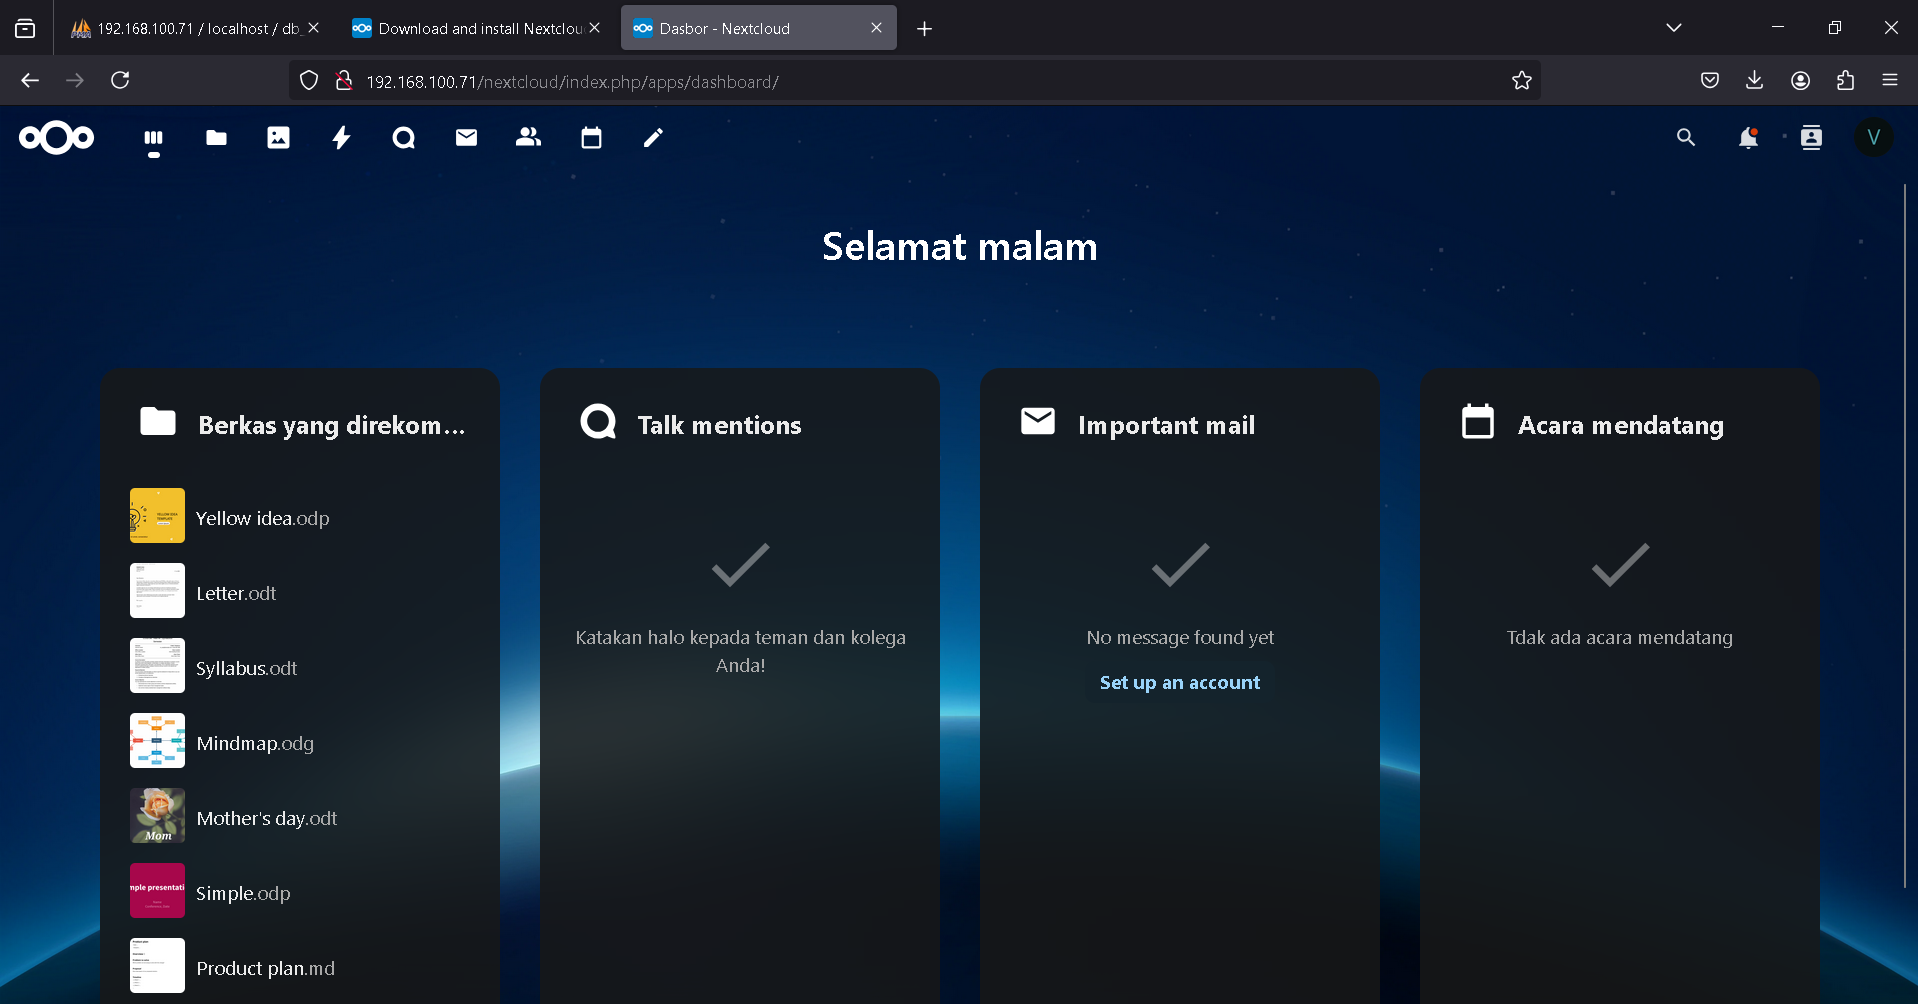 192.168.100.71 / localhost / db_
Download and install Nextclou
Dasbor - Nextcloud
192.168.100.71/nextcloud/index.php/apps/dashboard/
V
Selamat malam
Berkas yang direkom...
Yellow idea.odp
Letter.odt
Syllabus.odt
Mindmap.odg
Mom
Mother's day.odt
mple presentati
Simple.odp
Product plan.md
Talk mentions
Katakan halo kepada teman dan kolega
Anda!
Important mail
No message found yet
Set up an account
Acara mendatang
Tdak ada acara mendatang